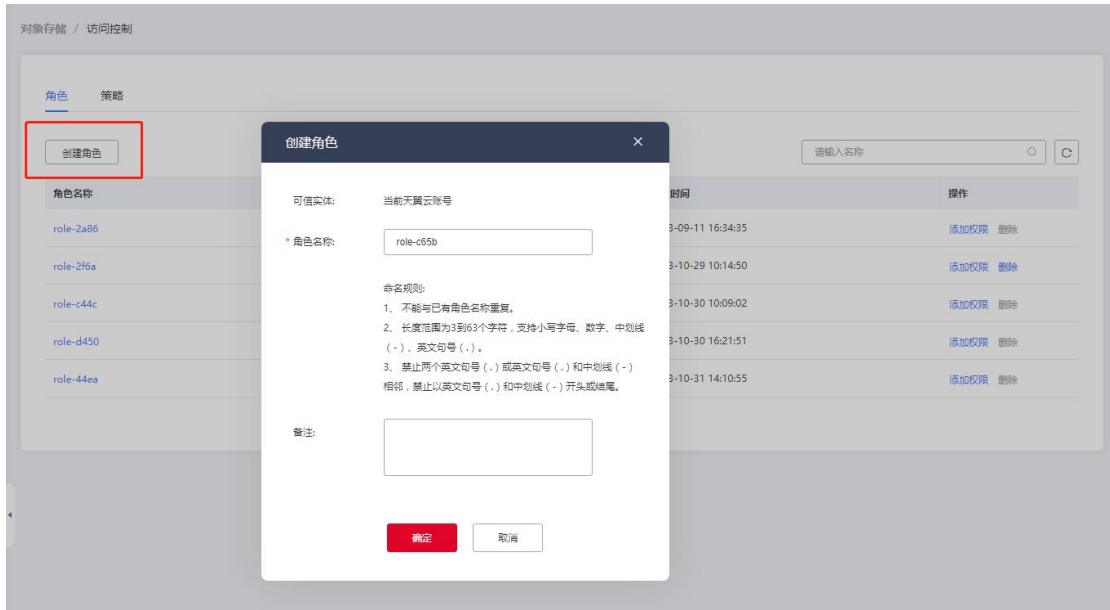 对象存储 / 访问控制
角色 策略
创建角色
请输入名称
角色名称 时间 操作
role-2a86 3-09-11 16:34:35 添加权限 删除
role-2f6a 3-10-29 10:14:50 添加权限 删除
role-c44c 3-10-30 10:09:02 添加权限 删除
role-d450 3-10-30 16:21:51 添加权限 删除
role-44ea 3-10-31 14:10:55 添加权限 删除
创建角色
可信实体: 当前天翼云账号
* 角色名称: role-c65b
命名规则:
1、 不能与已有角色名称重复。
2、 长度范围为3到63个字符，支持小写字母、数字、中划线
( - ) 、英文句号 ( . ) 。
3、 禁止两个英文句号 ( . ) 或英文句号 ( . ) 和中划线 ( - )
相邻，禁止以英文句号 ( . ) 和中划线 ( - ) 开头或结尾。
备注:
确定 取消